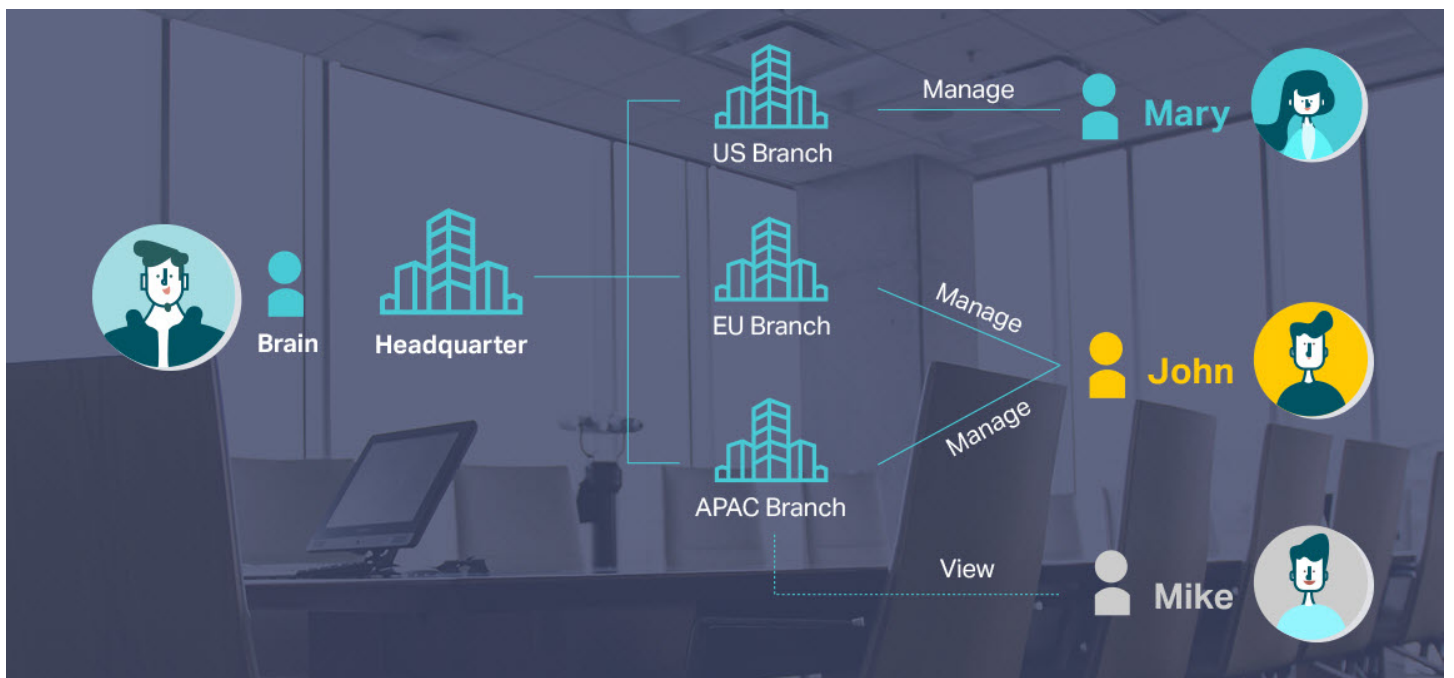 Manage
Mary
US Branch
Brain
Headquarter
EU Branch
Manage
John
Manage
APAC Branch
View
Mike